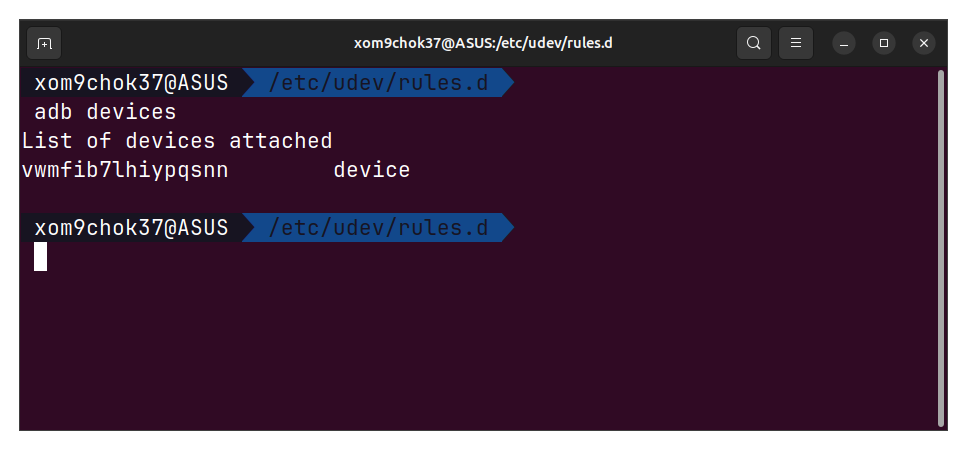 xom9chok37@ASUS:/etc/udev/rules.d
xom9chok37@ASUS /etc/udev/rules.d
adb devices
List of devices attached
vwmfib7lhiypqsnn device
xom9chok37@ASUS /etc/udev/rules.d